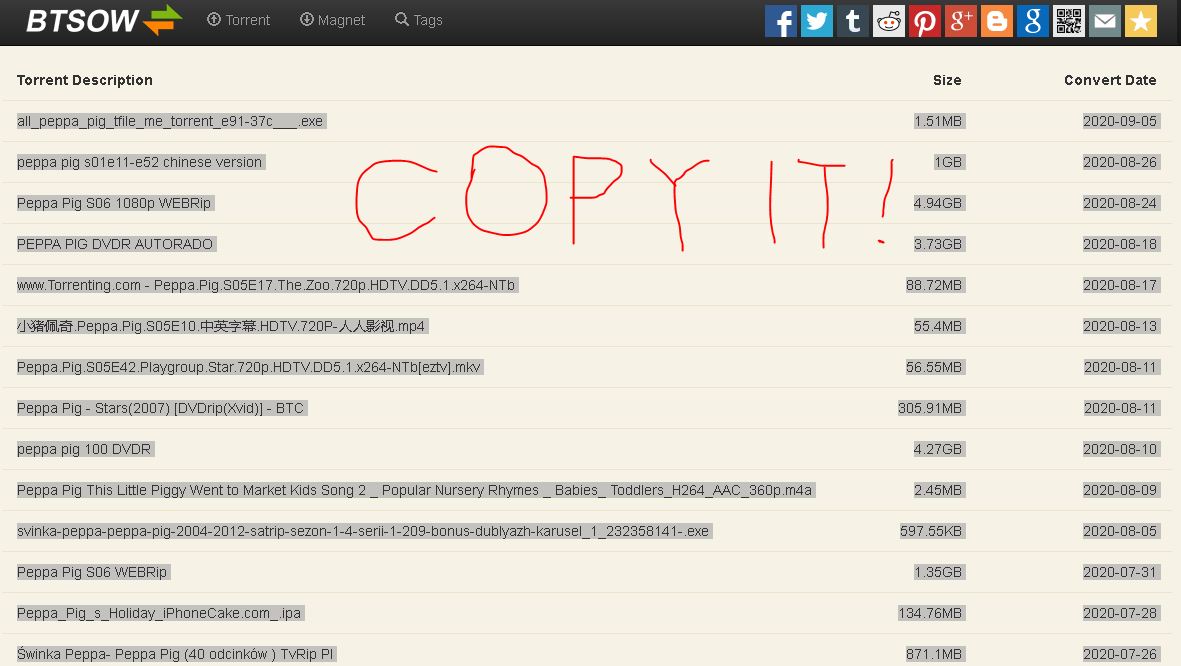 BTSOW Torrent Magnet Tags
Torrent Description Size Convert Date
all_peppa_pig_tfile_me_torrent_e91-37c___.exe 1.51MB 2020-09-05
peppa pig s01e11-e52 chinese version 1GB 2020-08-26
COPY IT!
Peppa Pig S06 1080p WEBRip 4.94GB 2020-08-24
PEPPA PIG DVDR AUTORADO 3.73GB 2020-08-18
www.Torrenting.com - Peppa.Pig.S05E17.The.Zoo.720p.HDTV.DD5.1.x264-NTb 88.72MB 2020-08-17
小猪佩奇.Peppa.Pig.S05E10.中英字幕.HDTV.720P-人人影视.mp4 55.4MB 2020-08-13
Peppa.Pig.S05E42.Playgroup.Star.720p.HDTV.DD5.1.x264-NTb[eztv].mkv 56.55MB 2020-08-11
Peppa Pig - Stars(2007) [DVDrip(Xvid)] - BTC 305.91MB 2020-08-11
peppa pig 100 DVDR 4.27GB 2020-08-10
Peppa Pig This Little Piggy Went to Market Kids Song 2 _ Popular Nursery Rhymes _ Babies_ Toddlers_H264_AAC_360p.m4a 2.45MB 2020-08-09
svinka-peppa-peppa-pig-2004-2012-satrip-sezon-1-4-serii-1-209-bonus-dublyazh-karusel_1_232358141-.exe 597.55KB 2020-08-05
Peppa Pig S06 WEBRip 1.35GB 2020-07-31
Peppa_Pig_s_Holiday_iPhoneCake.com_.ipa 134.76MB 2020-07-28
Świnka Peppa- Peppa Pig (40 odcinków ) TvRip Pl 871.1MB 2020-07-26